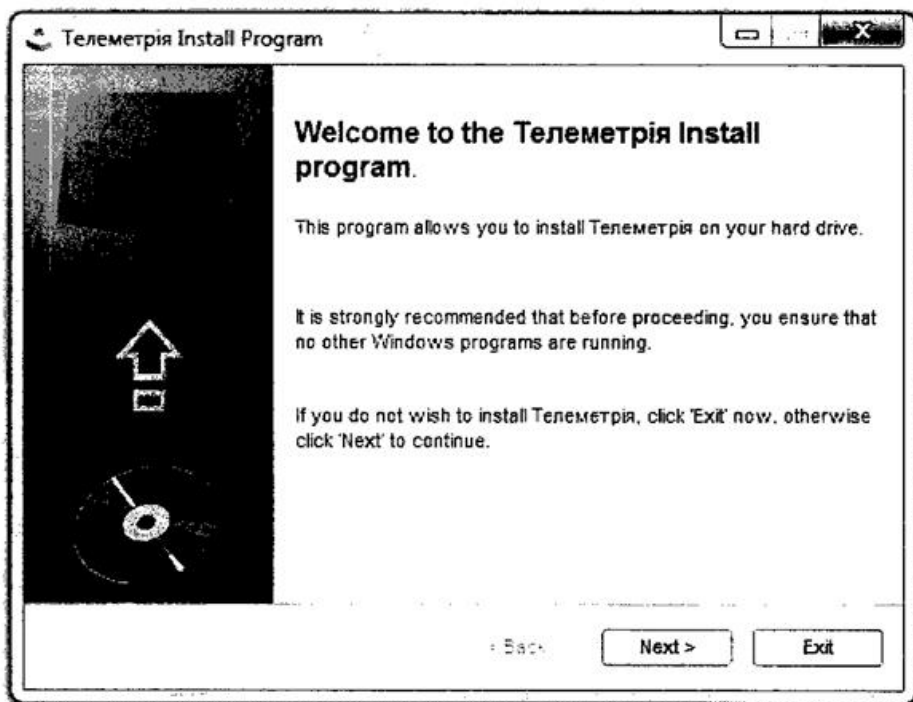 Телеметрія Install Program
Welcome to the Телеметрія Install
program.
This program allows you to install Телеметрія on your hard drive.
It is strongly recommended that before proceeding, you ensure that
no other Windows programs are running.
If you do not wish to install Телеметрія, click 'Exit' now, otherwise
click 'Next' to continue.
< Back Next > Exit